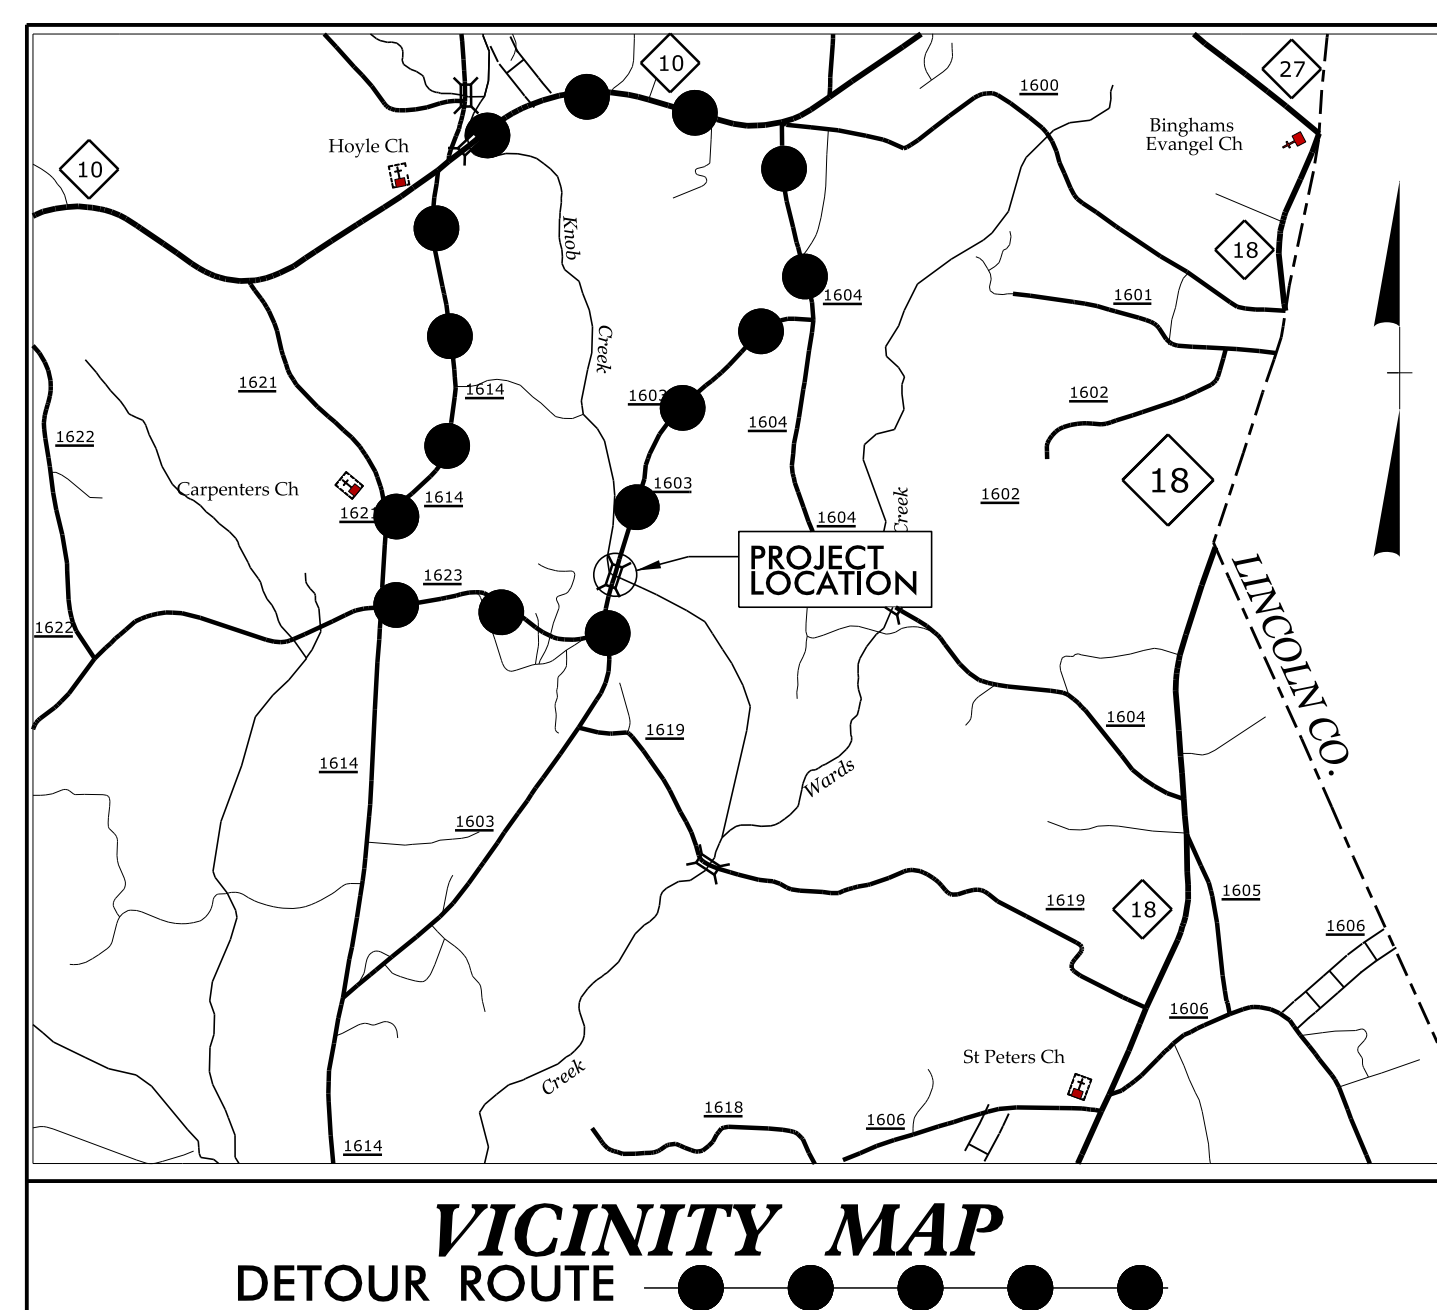 10
27
1600
Binghams
Evangel Ch
Hoyle Ch
10
Knob
18
1604
1601
Creek
1621
1614
1603
1602
1604
1622
Carpenters Ch
1614
1603
18
1602
1621
1604
Creek
PROJECT
LOCATION
1623
LINCOLN CO.
1622
1604
1619
1614
Wards
1603
1619
18
1605
1606
1606
St Peters Ch
Creek
1618
1606
1614
VICINITY MAP
DETOUR ROUTE